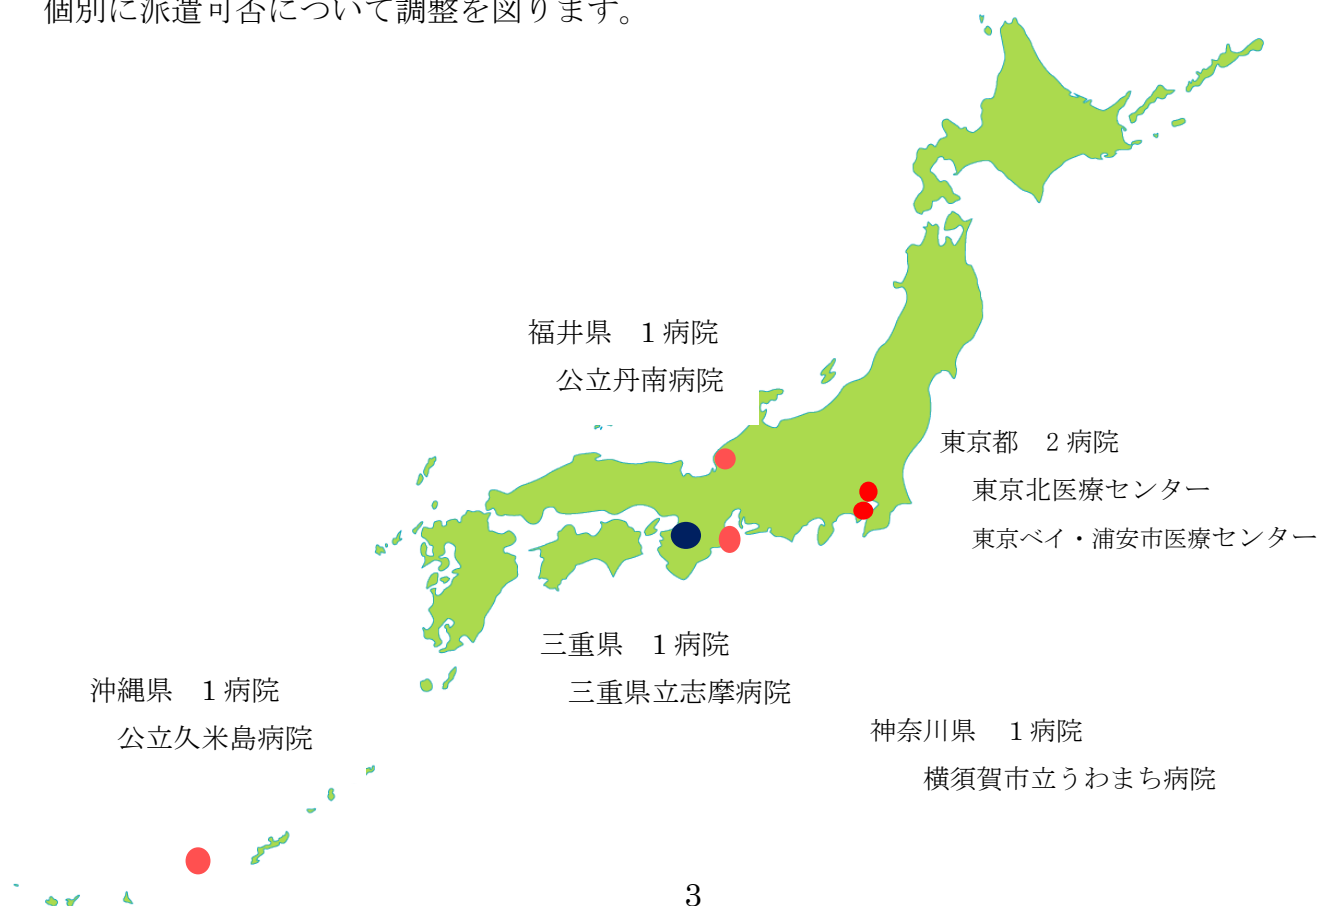 個別に派遣可否について調整を図ります。
福井県　1 病院
公立丹南病院
東京都　2 病院
東京北医療センター
東京ベイ・浦安市医療センター
三重県　1 病院
三重県立志摩病院
沖縄県　1 病院
公立久米島病院
神奈川県　1 病院
横須賀市立うわまち病院
3